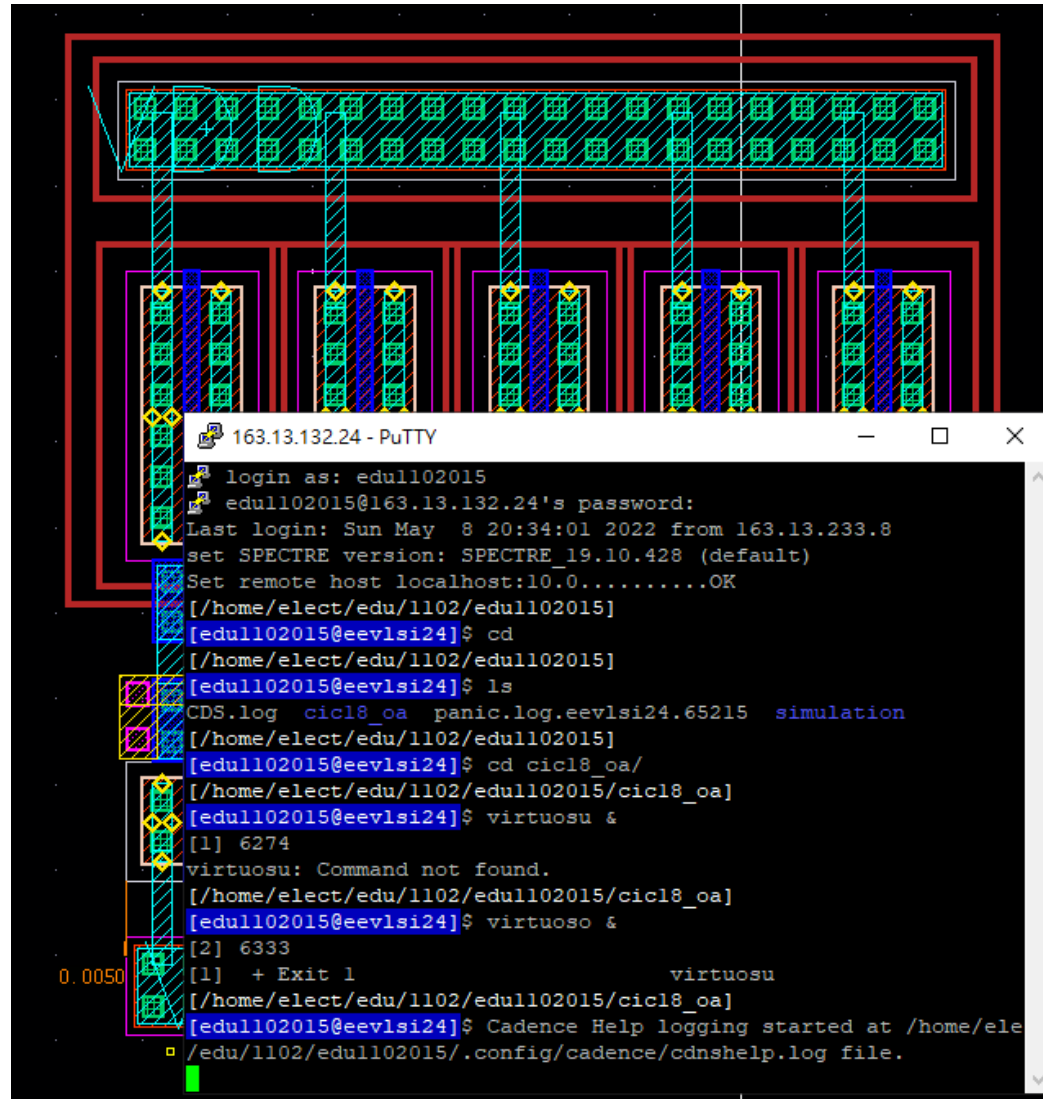 VDD
163.13.132.24 - PuTTY
login as: edu1102015
edu1102015@163.13.132.24's password:
Last login: Sun May  8 20:34:01 2022 from 163.13.233.8
set SPECTRE version: SPECTRE_19.10.428 (default)
Set remote host localhost:10.0..........OK
[/home/elect/edu/1102/edu1102015]
[edu1102015@eevlsi24]$ cd
[/home/elect/edu/1102/edu1102015]
[edu1102015@eevlsi24]$ ls
CDS.log  cic18_oa  panic.log.eevlsi24.65215  simulation
[/home/elect/edu/1102/edu1102015]
[edu1102015@eevlsi24]$ cd cic18_oa/
[/home/elect/edu/1102/edu1102015/cic18_oa]
[edu1102015@eevlsi24]$ virtuosu &
[1] 6274
virtuosu: Command not found.
[/home/elect/edu/1102/edu1102015/cic18_oa]
[edu1102015@eevlsi24]$ virtuoso &
[2] 6333
0.0050
[1]  + Exit 1                        virtuosu
[/home/elect/edu/1102/edu1102015/cic18_oa]
[edu1102015@eevlsi24]$ Cadence Help logging started at /home/ele
/edu/1102/edu1102015/.config/cadence/cdnshelp.log file.